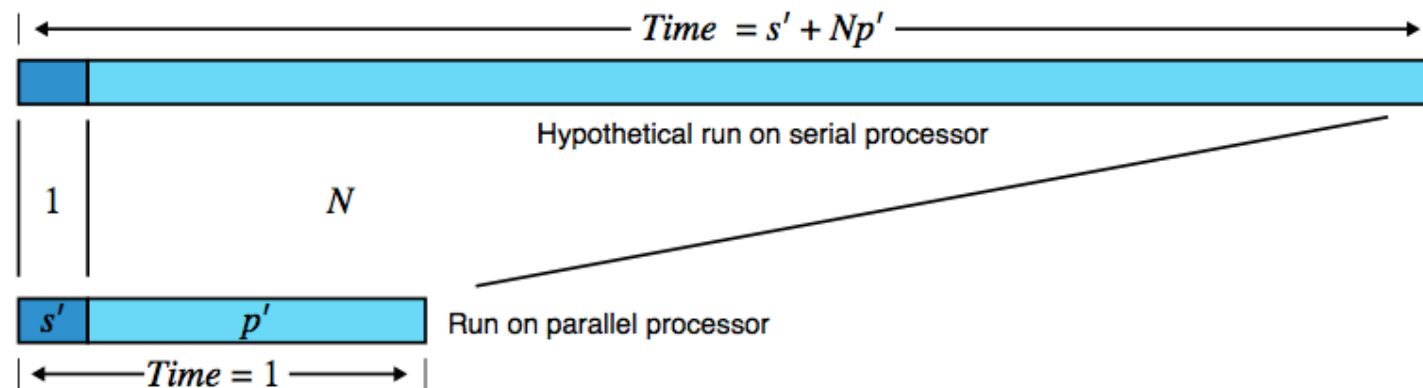 Time = s′ + Np′
Hypothetical run on serial processor
1 N
s′ p′ Run on parallel processor
Time = 1